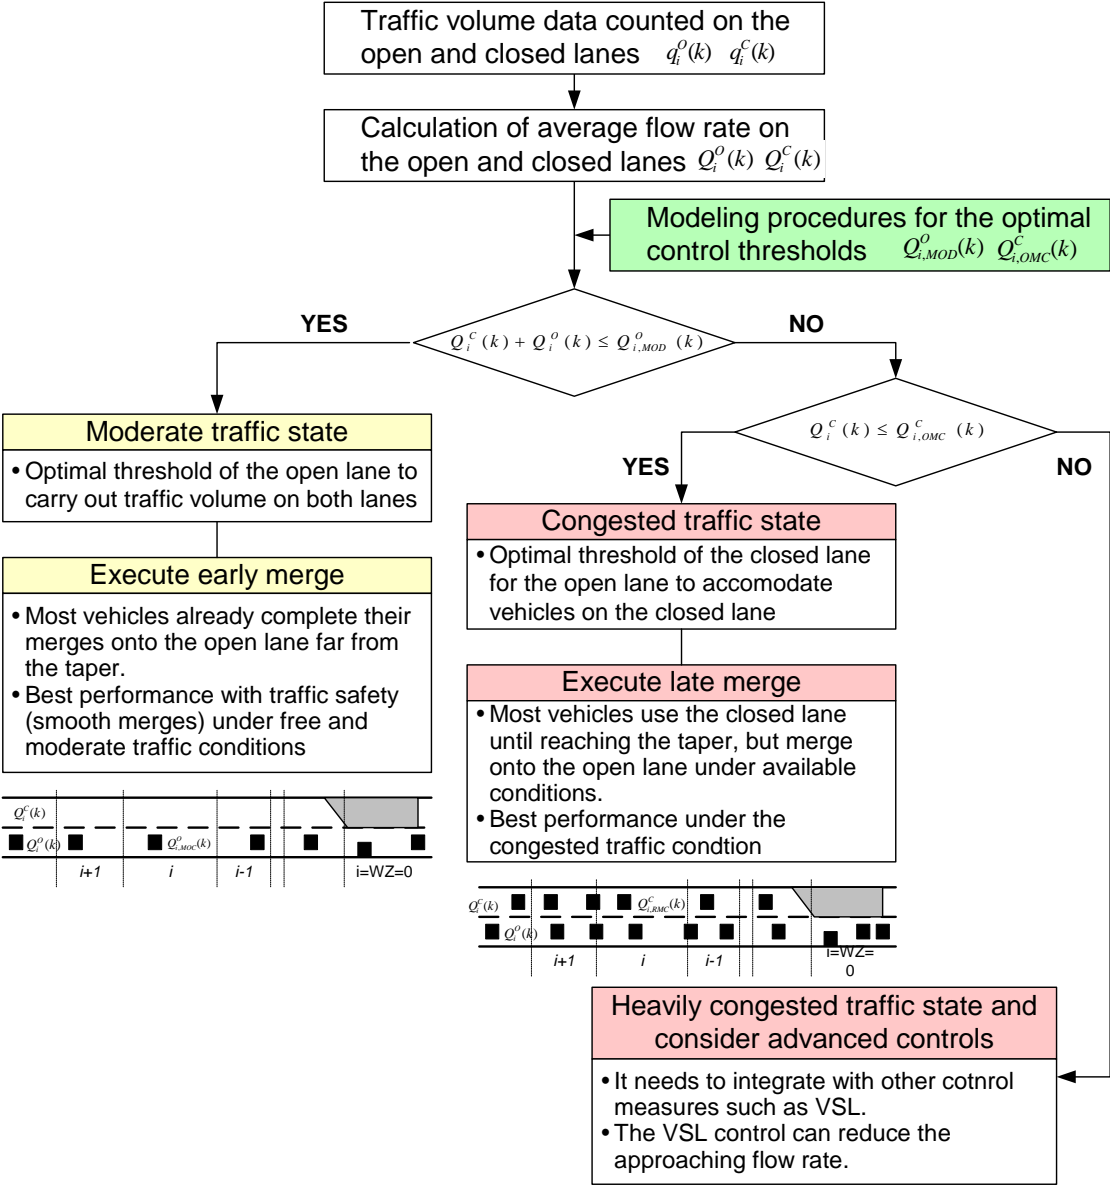 Traffic volume data counted on the
open and closed lanes q_i^O(k) q_i^C(k)
Calculation of average flow rate on
the open and closed lanes Q_i^O(k) Q_i^C(k)
Modeling procedures for the optimal
control thresholds Q_{i,MOD}^O(k) Q_{i,OMC}^C(k)
YES
NO
Q_i^C(k) + Q_i^O(k) ≤ Q_{i,MOD}^O(k)
Q_i^C(k) ≤ Q_{i,OMC}^C(k)
YES
NO
Moderate traffic state
• Optimal threshold of the open lane to
carry out traffic volume on both lanes
Execute early merge
• Most vehicles already complete their
merges onto the open lane far from
the taper.
• Best performance with traffic safety
(smooth merges) under free and
moderate traffic conditions
Q_i^C(k)
Q_i^O(k) Q_{i,MOC}^O(k)
i+1 i i-1 i=WZ=0
Congested traffic state
• Optimal threshold of the closed lane
for the open lane to accomodate
vehicles on the closed lane
Execute late merge
• Most vehicles use the closed lane
until reaching the taper, but merge
onto the open lane under available
conditions.
• Best performance under the
congested traffic condtion
Q_i^C(k) Q_{i,RMC}^C(k)
Q_i^O(k)
i+1 i i-1 i=WZ=
0
Heavily congested traffic state and
consider advanced controls
• It needs to integrate with other cotnrol
measures such as VSL.
• The VSL control can reduce the
approaching flow rate.